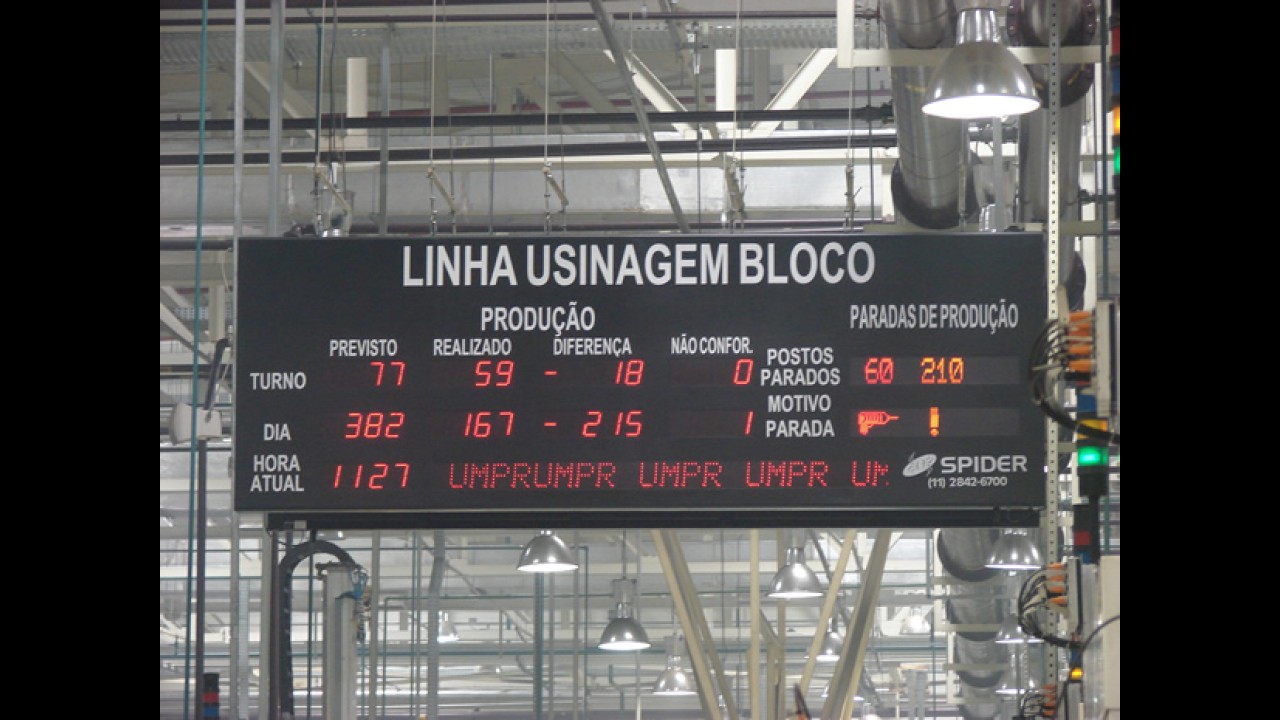 LINHA USINAGEM BLOCO
PRODUÇÃO
PARADAS DE PRODUÇÃO
PREVISTO REALIZADO DIFERENÇA NÃO CONFOR.
TURNO 77 59 - 18 0 POSTOS PARADOS 60 210
DIA 382 167 - 215 1 MOTIVO PARADA !
HORA ATUAL 1127 UMPRUMPR UMPR UMPR UM
SPIDER
(11) 2842-6700